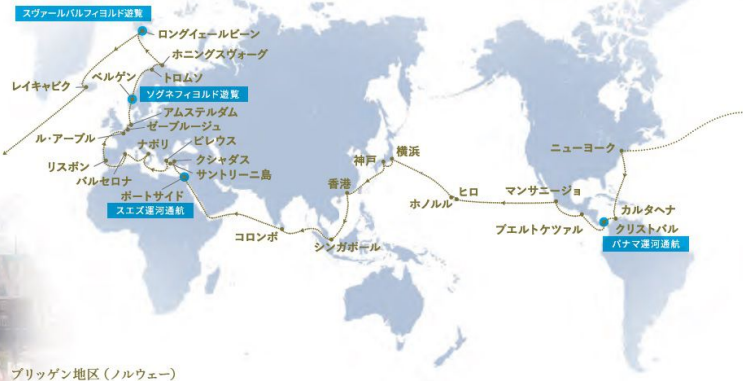 スヴァールバルフィヨルド遊覧
ロングイェールビーン
ホニングスヴォーグ
トロムソ
ベルゲン
レイキャビク
ソグネフィヨルド遊覧
アムステルダム
ゼーブルージュ
ル・アーブル
ナポリ
ピレウス
リスボン
クシャダス
サントリーニ島
バルセロナ
ポートサイド
スエズ運河通航
コロンボ
シンガポール
香港
神戸
横浜
ヒロ
ホノルル
マンサニージョ
プエルトケツァル
ニューヨーク
カルタヘナ
クリストバル
パナマ運河通航
ブリッゲン地区(ノルウェー)